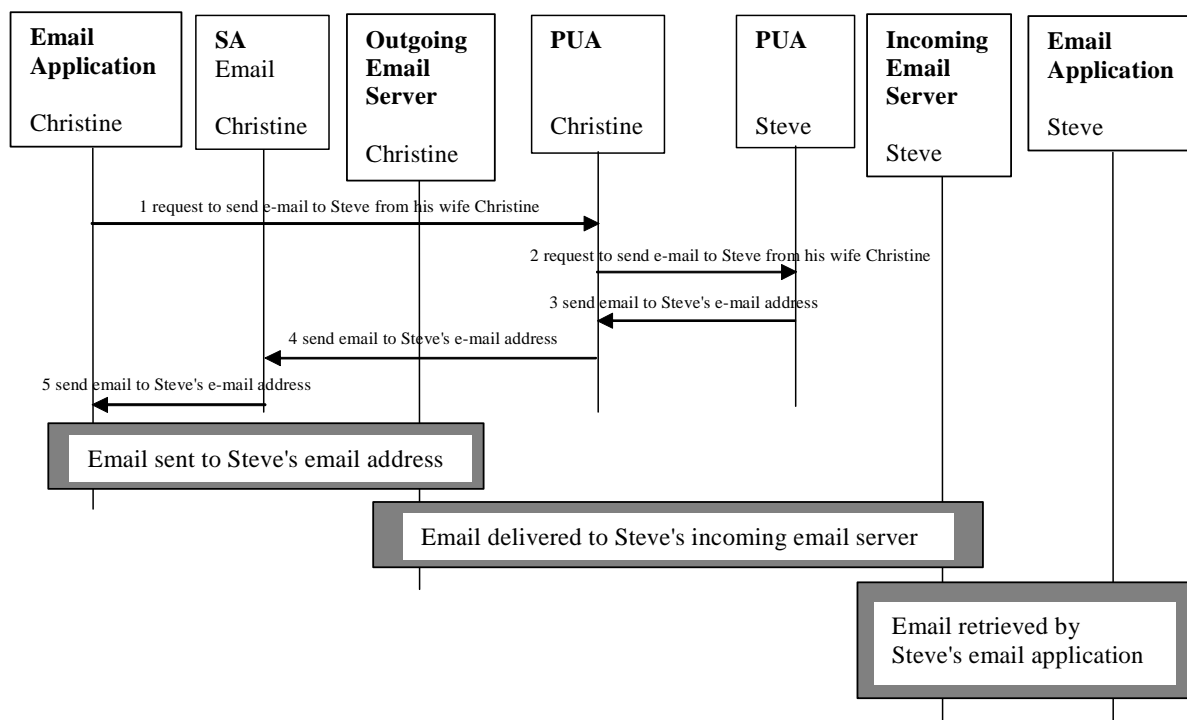 Email
Application
Christine
SA
Email
Christine
Outgoing
Email
Server
Christine
PUA
Christine
PUA
Steve
Incoming
Email
Server
Steve
Email
Application
Steve
1 request to send e-mail to Steve from his wife Christine
2 request to send e-mail to Steve from his wife Christine
3 send email to Steve's e-mail address
4 send email to Steve's e-mail address
5 send email to Steve's e-mail address
Email sent to Steve's email address
Email delivered to Steve's incoming email server
Email retrieved by
Steve's email application